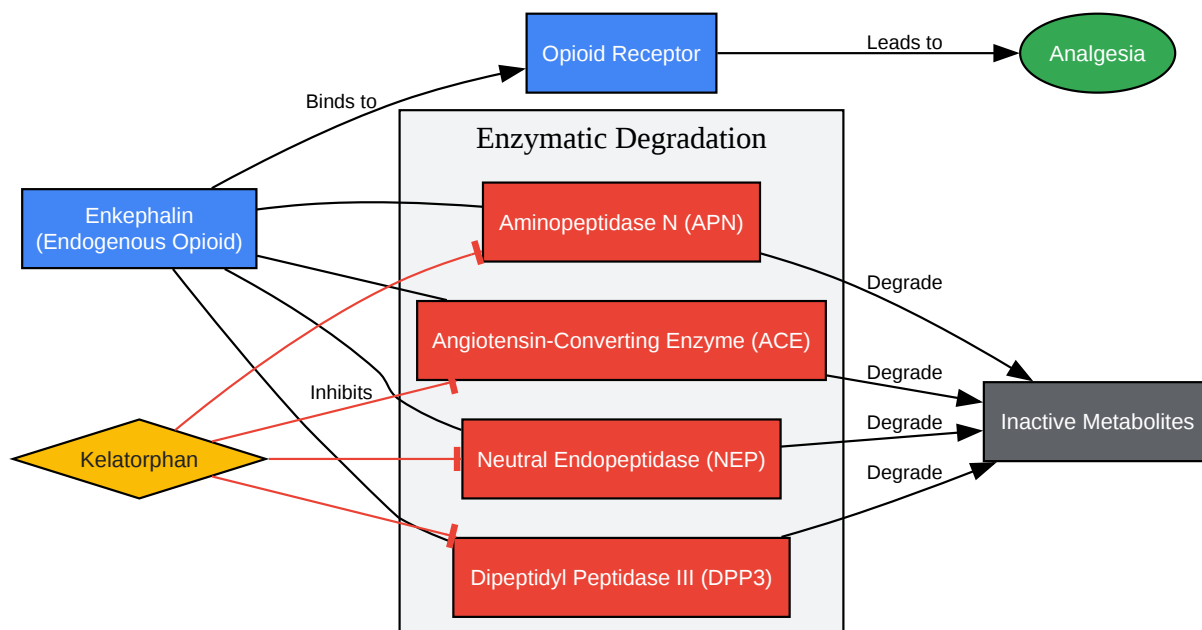 Opioid Receptor
Leads to
Analgesia
Binds to
Enzymatic Degradation
Enkephalin
(Endogenous Opioid)
Aminopeptidase N (APN)
Degrade
Angiotensin-Converting Enzyme (ACE)
Degrade
Inhibits
Inactive Metabolites
Degrade
Kelatorphan
Neutral Endopeptidase (NEP)
Degrade
Dipeptidyl Peptidase III (DPP3)